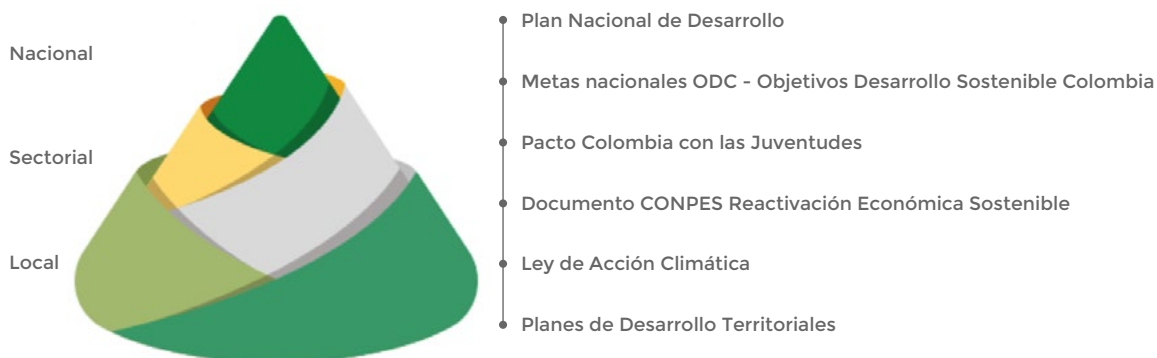 Nacional
Sectorial
Local
Plan Nacional de Desarrollo
Metas nacionales ODC - Objetivos Desarrollo Sostenible Colombia
Pacto Colombia con las Juventudes
Documento CONPES Reactivación Económica Sostenible
Ley de Acción Climática
Planes de Desarrollo Territoriales